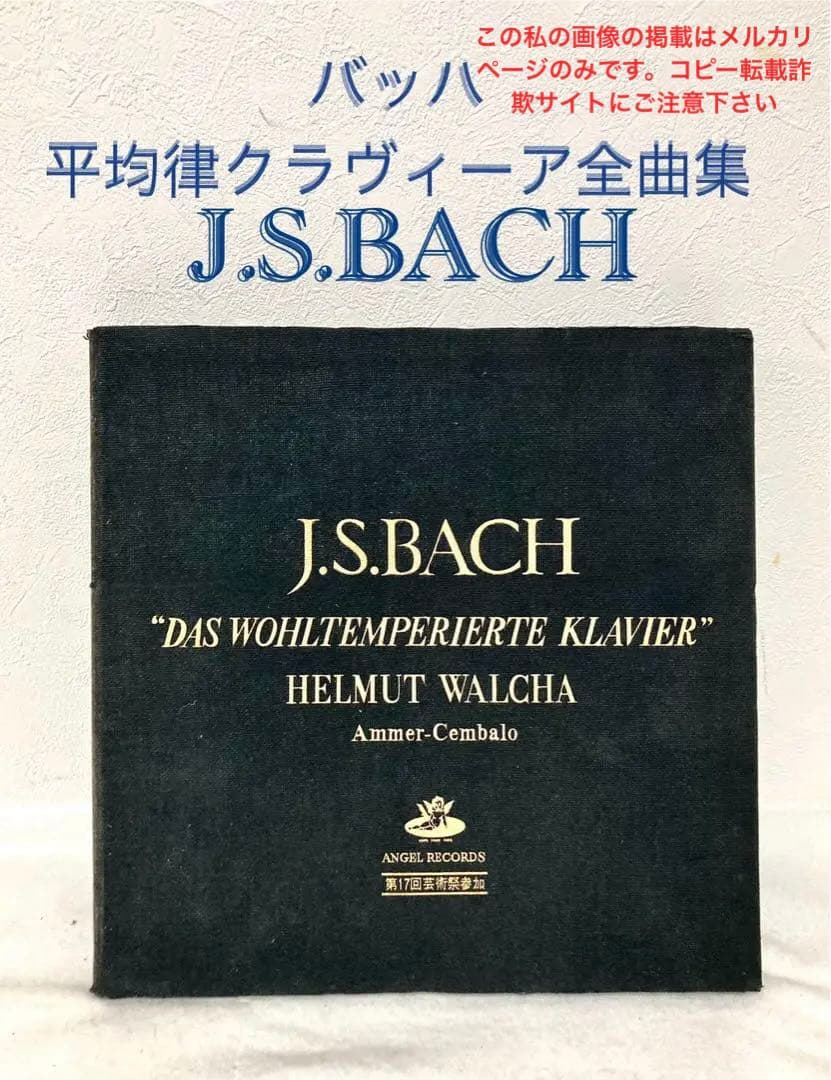 この私の画像の掲載はメルカリ
ページのみです。コピー転載詐
欺サイトにご注意下さい
バッハ
平均律クラヴィーア全曲集
J.S.BACH
J.S.BACH
“DAS WOHLTEMPERIERTE KLAVIER”
HELMUT WALCHA
Ammer-Cembalo
ANGEL RECORDS
第17回芸術祭参加